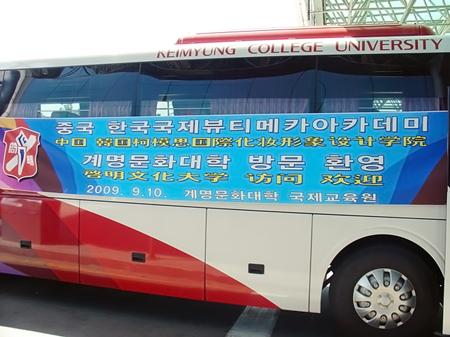 KEIMYUNG COLLEGE UNIVERSITY
중국 한국국제뷰티메카아카데미
中国 韩国柯模思国際化妆形象设计学院
계명문화대학 방문 환영
啓明文化大学 访问 欢迎
2009. 9.10. 계명문화대학 국제교육원